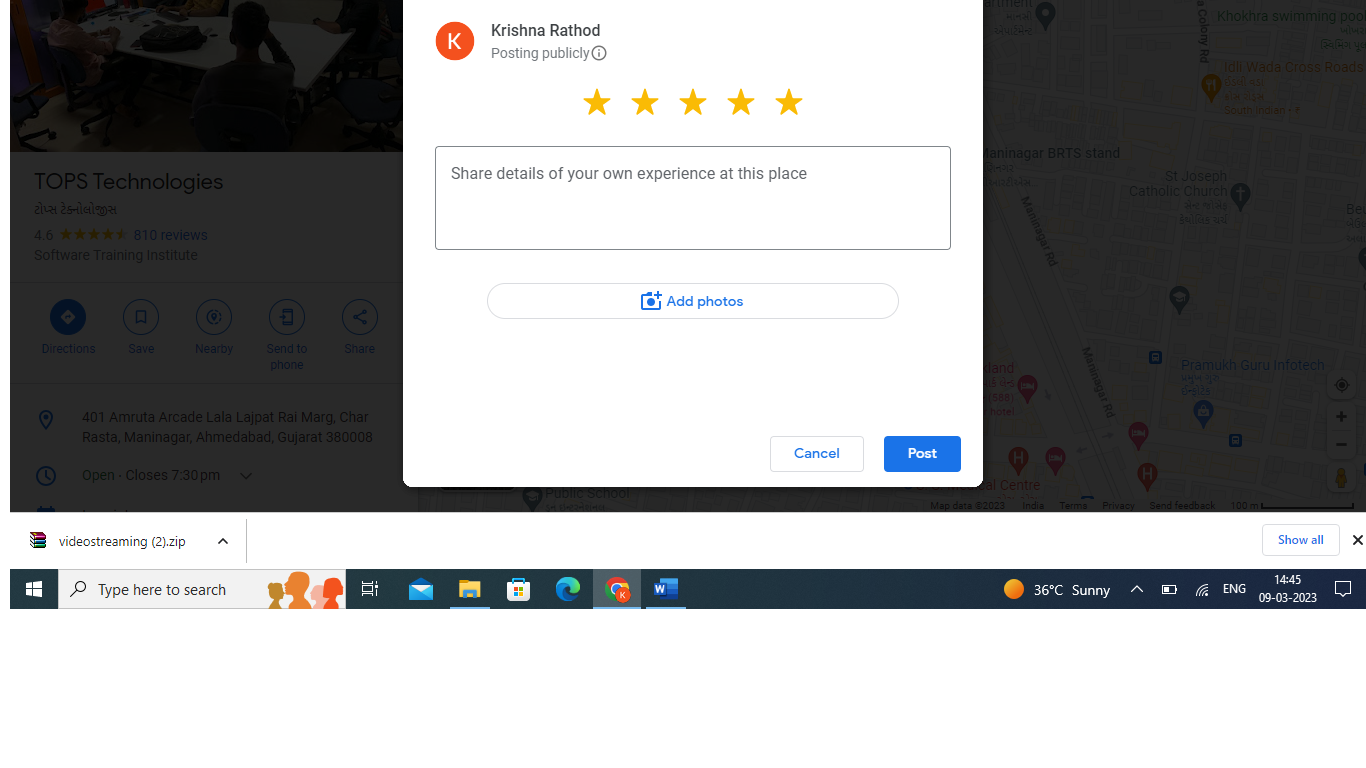 Krishna Rathod
K
Posting publicly
Share details of your own experience at this place
Add photos
Cancel
Post
TOPS Technologies
ટોપ્સ ટેક્નોલોજીસ
4.6
810 reviews
Software Training Institute
Directions
Save
Nearby
Send to
phone
Share
401 Amruta Arcade Lala Lajpat Rai Marg, Char
Rasta, Maninagar, Ahmedabad, Gujarat 380008
Open · Closes 7:30 pm
Colony Rd
Khokhra swimming pool
Idli Wada Cross Roads
South Indian • ₹
Maninagar BRTS stand
St Joseph
Catholic Church
Maninagar Rd
Maninagar Rd
Pramukh Guru Infotech
Public School
Centre
Map data ©2023
India
Terms
Privacy
Send feedback
100 m
videostreaming (2).zip
Show all
Type here to search
36°C Sunny
ENG
14:45
09-03-2023